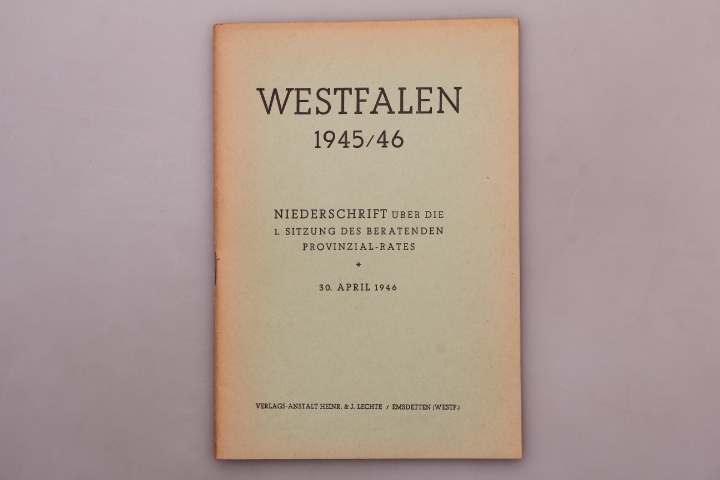 WESTFALEN
1945/46
NIEDERSCHRIFT ÜBER DIE
1. SITZUNG DES BERATENDEN
PROVINZIAL-RATES
*
30. APRIL 1946
VERLAGS-ANSTALT HEINR. & J. LECHTE / EMSDETTEN (WESTF.)